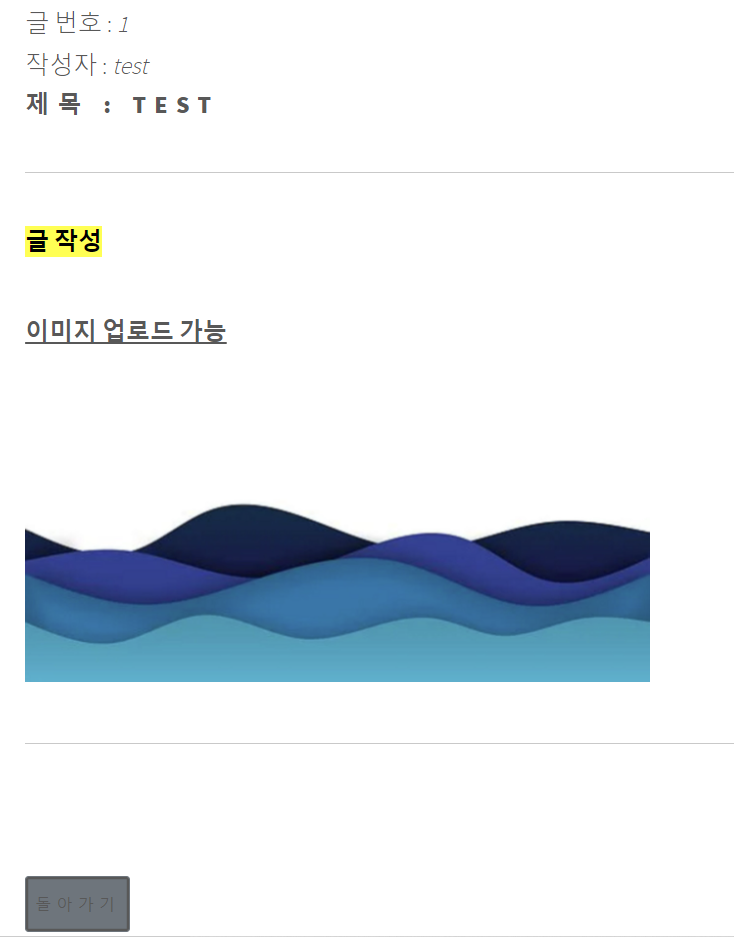 글 번호 : 1
작성자 : test
제 목 : T E S T
글 작성
이미지 업로드 가능
돌아가기